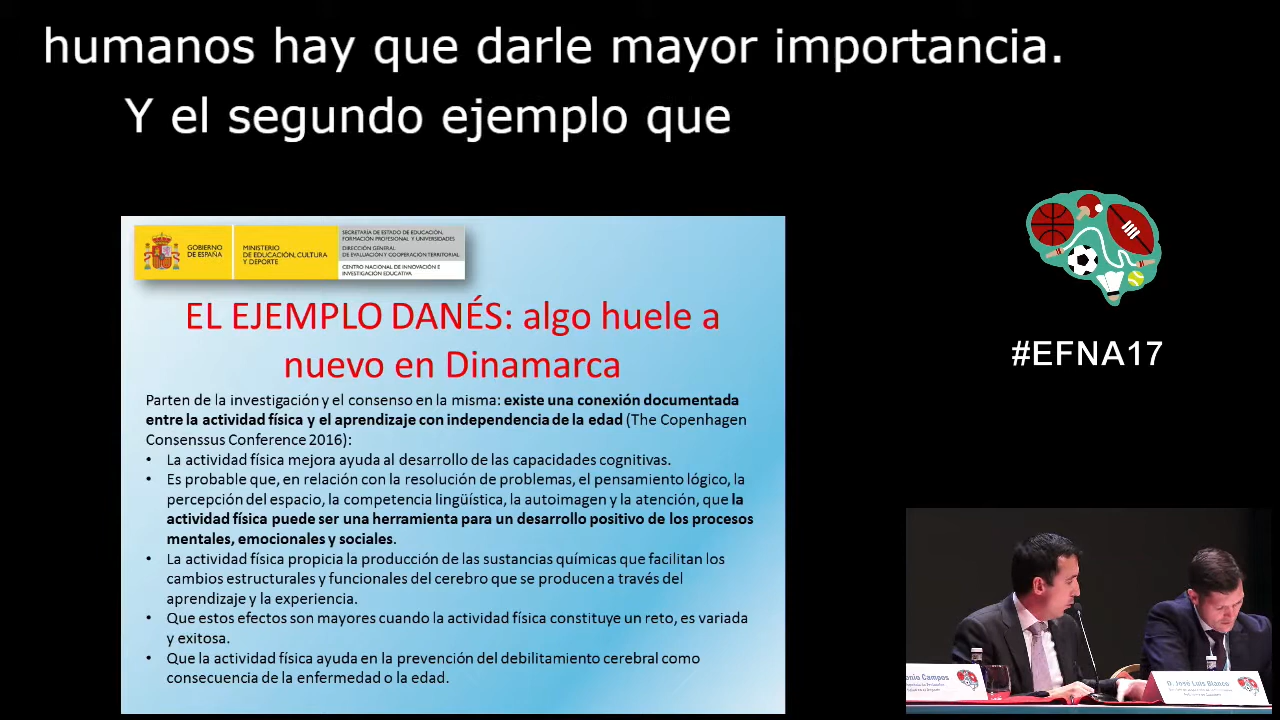 humanos hay que darle mayor importancia.
Y el segundo ejemplo que
GOBIERNO
DE ESPAÑA
MINISTERIO
DE EDUCACIÓN, CULTURA
Y DEPORTE
SECRETARÍA DE ESTADO DE EDUCACIÓN,
FORMACIÓN PROFESIONAL Y UNIVERSIDADES
DIRECCIÓN GENERAL
DE EVALUACIÓN Y COOPERACIÓN TERRITORIAL
CENTRO NACIONAL DE INNOVACIÓN E
INVESTIGACIÓN EDUCATIVA
EL EJEMPLO DANÉS: algo huele a
nuevo en Dinamarca
Parten de la investigación y el consenso en la misma: existe una conexión documentada
entre la actividad física y el aprendizaje con independencia de la edad (The Copenhagen
Consenssus Conference 2016):
• La actividad física mejora ayuda al desarrollo de las capacidades cognitivas.
• Es probable que, en relación con la resolución de problemas, el pensamiento lógico, la
percepción del espacio, la competencia lingüística, la autoimagen y la atención, que la
actividad física puede ser una herramienta para un desarrollo positivo de los procesos
mentales, emocionales y sociales.
• La actividad física propicia la producción de las sustancias químicas que facilitan los
cambios estructurales y funcionales del cerebro que se producen a través del
aprendizaje y la experiencia.
• Que estos efectos son mayores cuando la actividad física constituye un reto, es variada
y exitosa.
• Que la actividad física ayuda en la prevención del debilitamiento cerebral como
consecuencia de la enfermedad o la edad.
#EFNA17
onio Campos
D. José Luis Blanco